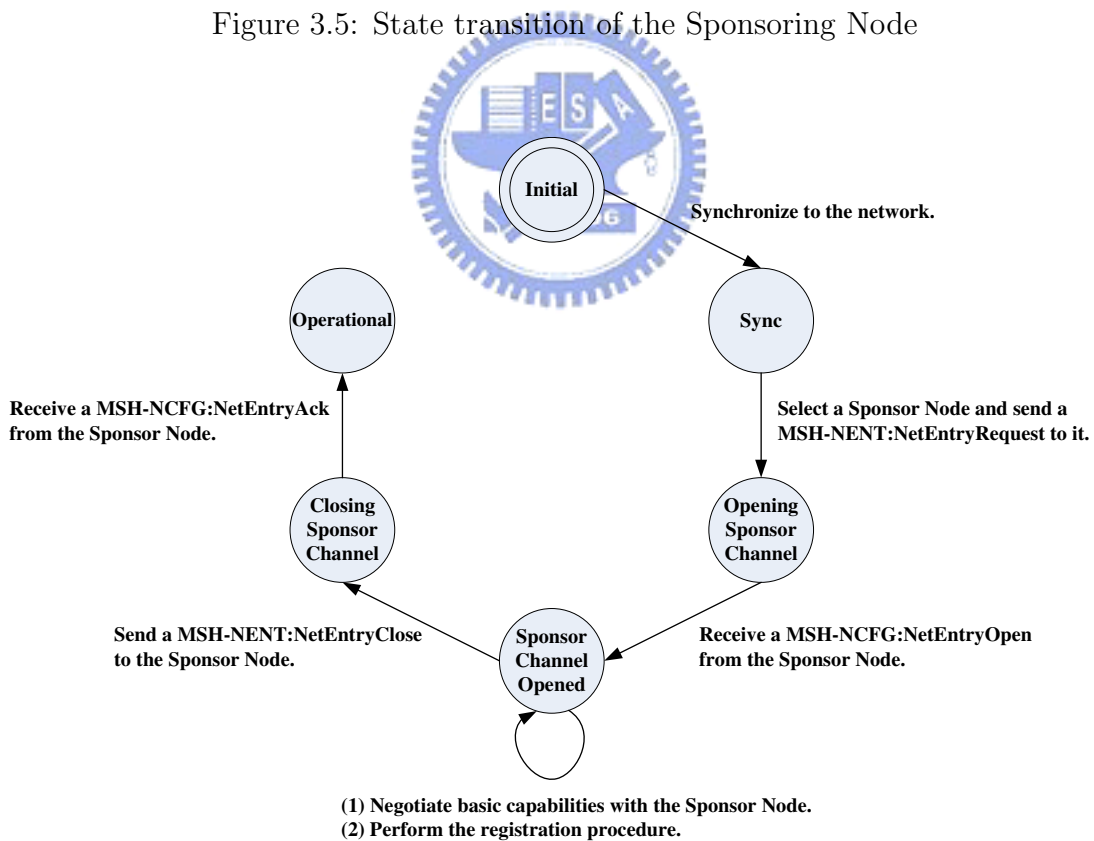 Figure 3.5: State transition of the Sponsoring Node
E S A
Initial
Synchronize to the network.
Operational
Sync
Receive a MSH-NCFG:NetEntryAck
from the Sponsor Node.
Select a Sponsor Node and send a
MSH-NENT:NetEntryRequest to it.
Closing
Sponsor
Channel
Opening
Sponsor
Channel
Send a MSH-NENT:NetEntryClose
to the Sponsor Node.
Sponsor
Channel
Opened
Receive a MSH-NCFG:NetEntryOpen
from the Sponsor Node.
(1) Negotiate basic capabilities with the Sponsor Node.
(2) Perform the registration procedure.